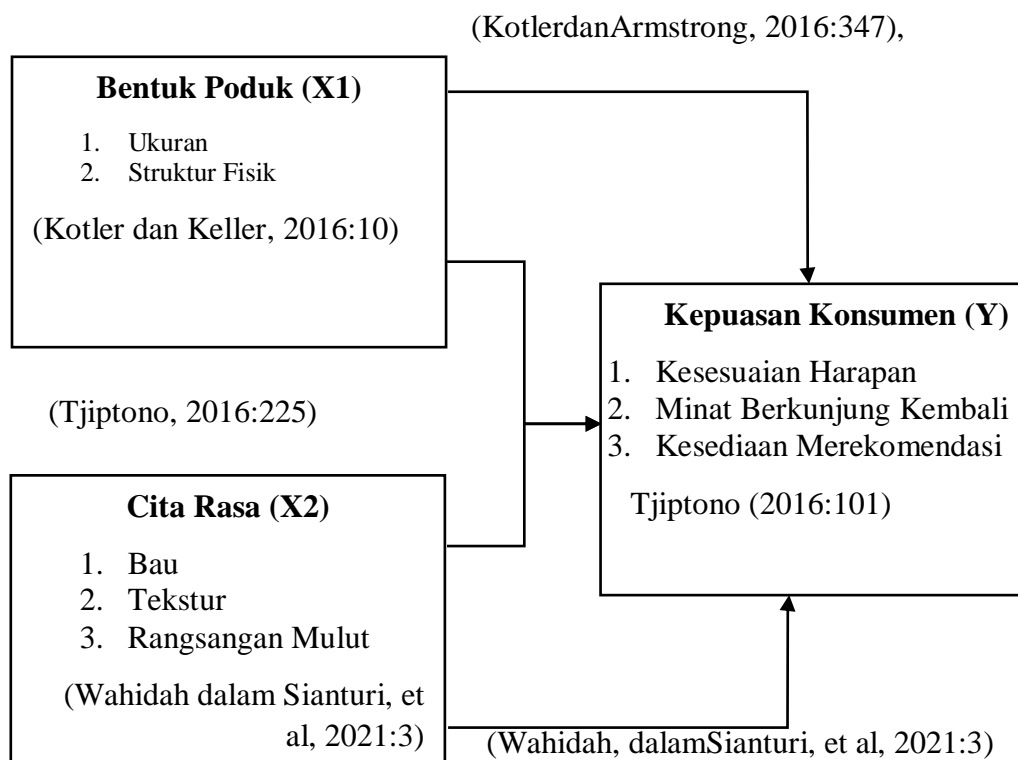 (KotlerdanArmstrong, 2016:347),
Bentuk Poduk (X1)
1. Ukuran
2. Struktur Fisik
(Kotler dan Keller, 2016:10)
Kepuasan Konsumen (Y)
1. Kesesuaian Harapan
2. Minat Berkunjung Kembali
3. Kesediaan Merekomendasi
Tjiptono (2016:101)
(Tjiptono, 2016:225)
Cita Rasa (X2)
1. Bau
2. Tekstur
3. Rangsangan Mulut
(Wahidah dalam Sianturi, et
al, 2021:3)
(Wahidah, dalamSianturi, et al, 2021:3)